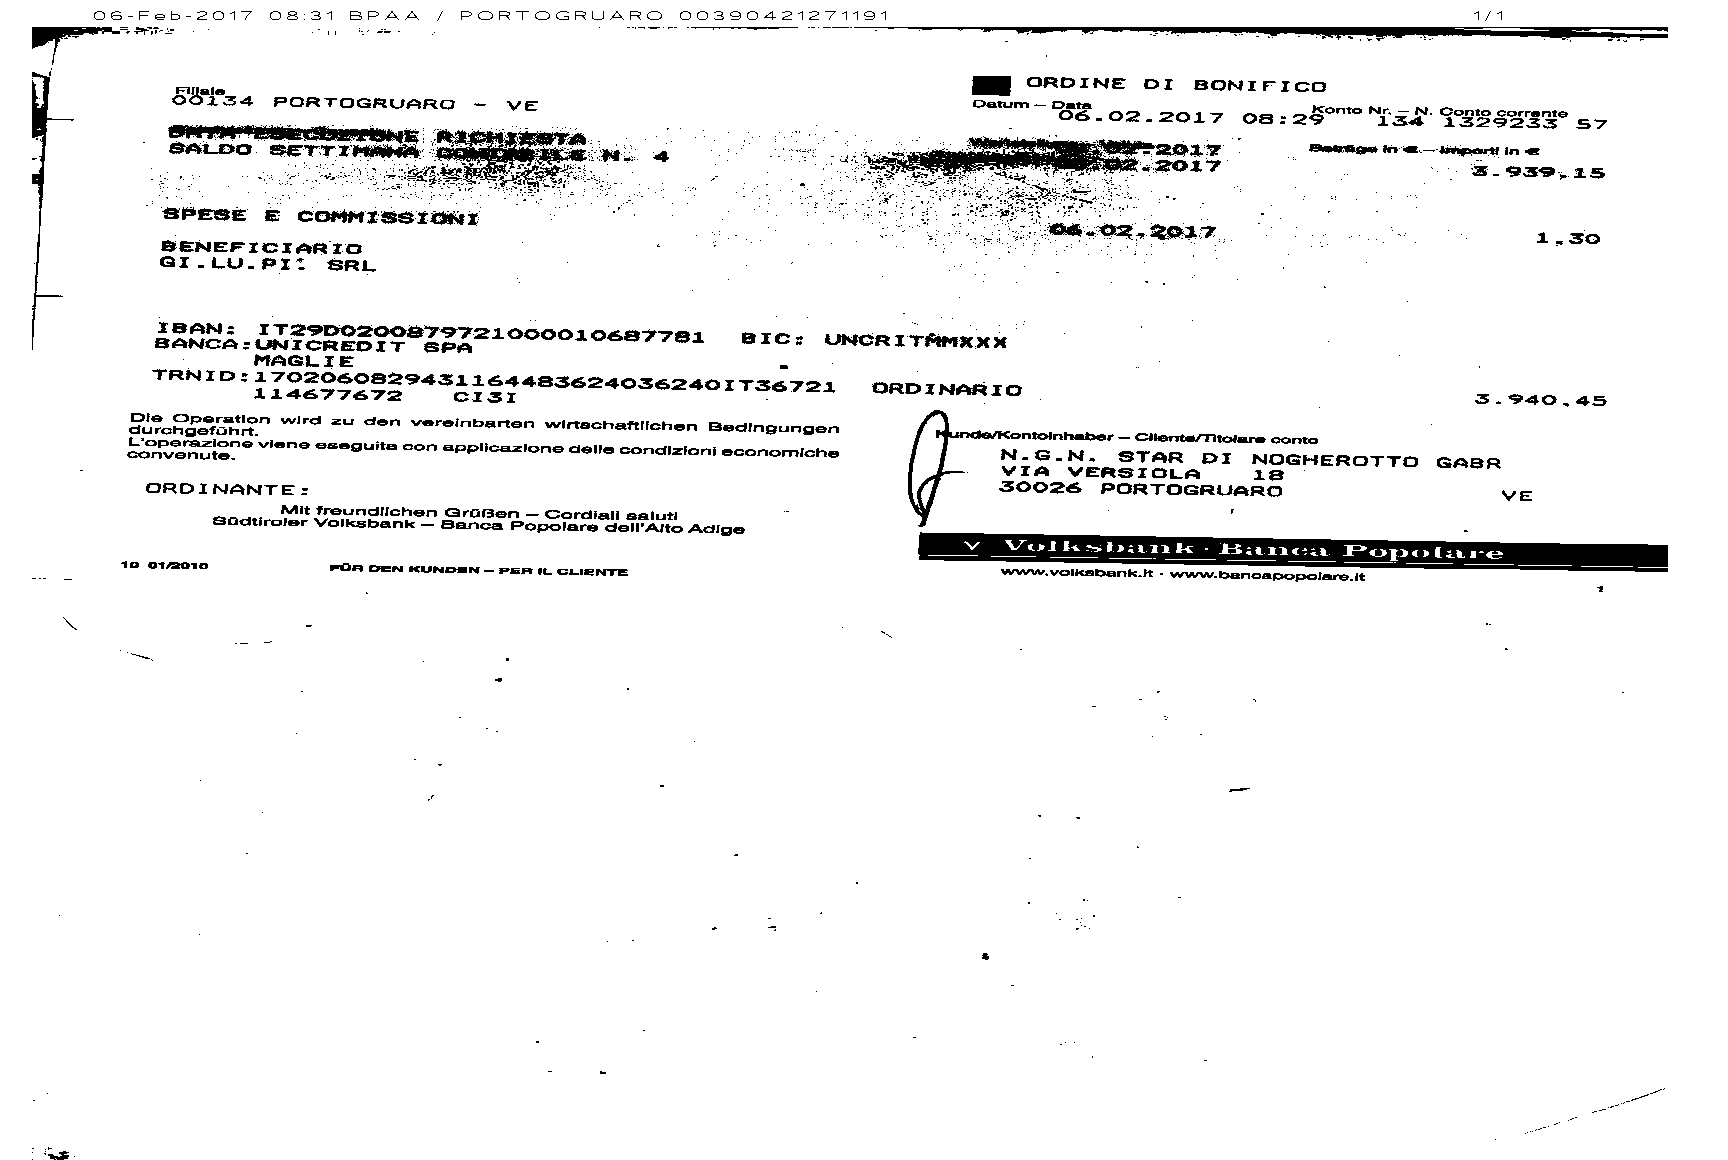 06-Feb-2017 08:31 BPAA / PORTOGRUARO 00390421271191 1/1
ORDINE DI BONIFICO
Filiale
00134 PORTOGRUARO - VE
Datum – Data
06.02.2017 08:29
Konto Nr. – N. Conto corrente
134 1329233 57
RICHIESTA 2017
Beträge in € – Importi in €
SALDO SETTIMANA N. 4 02.2017 3.939,15
SPESE E COMMISSIONI 06.02.2017 1,30
BENEFICIARIO
GI.LU.PI. SRL
IBAN: IT29D0200879721000010687781 BIC: UNCRITMMXXX
BANCA:UNICREDIT SPA
MAGLIE
TRNID:1702060829431164483624036240IT36721 ORDINARIO
114677672 CI3I
3.940,45
Die Operation wird zu den vereinbarten wirtschaftlichen Bedingungen
durchgeführt.
L'operazione viene eseguita con applicazione delle condizioni economiche
convenute.
Kunde/Kontoinhaber – Cliente/Titolare conto
N.G.N. STAR DI NOGHEROTTO GABR
VIA VERSIOLA 18
30026 PORTOGRUARO VE
ORDINANTE:
Mit freundlichen Grüßen – Cordiali saluti
Südtiroler Volksbank – Banca Popolare dell'Alto Adige
Volksbank · Banca Popolare
10 01/2010 FÜR DEN KUNDEN – PER IL CLIENTE
www.volksbank.it · www.bancapopolare.it
1